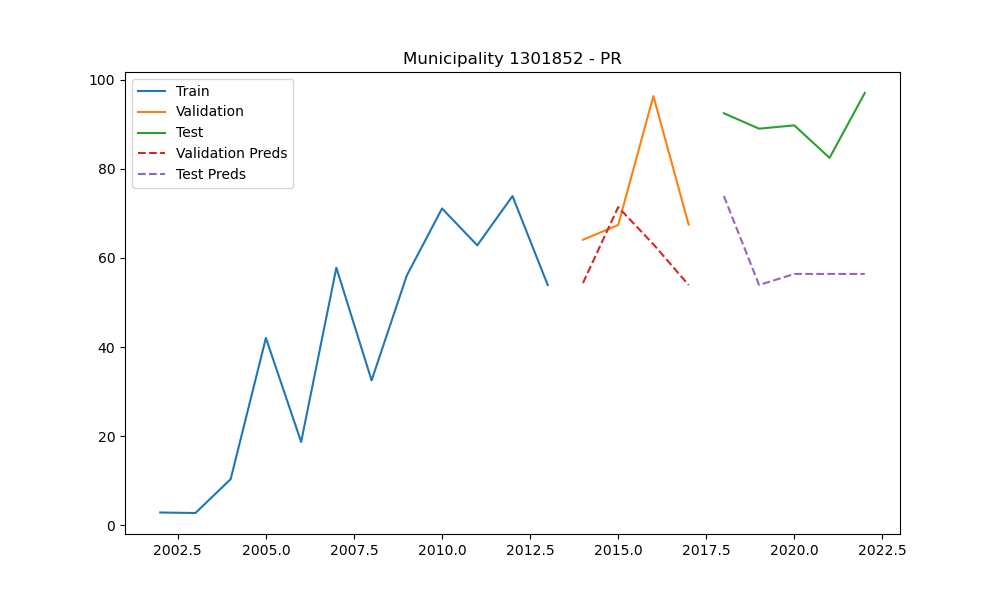 Municipality 1301852 - PR
100
80
60
40
20
0
Train
Validation
Test
Validation Preds
Test Preds
2002.5 2005.0 2007.5 2010.0 2012.5 2015.0 2017.5 2020.0 2022.5